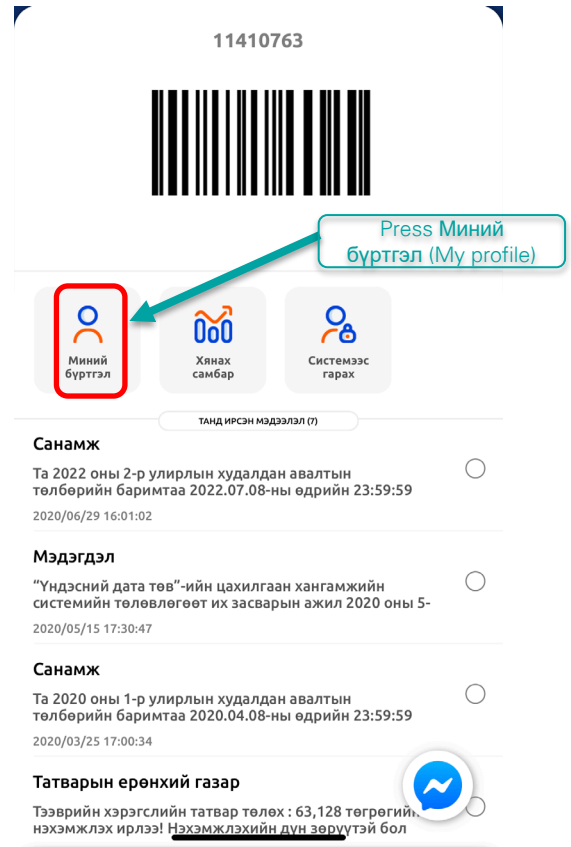 11410763
Press Миний
бүртгэл (My profile)
Миний
бүртгэл
Хянах
самбар
Системээс
гарах
ТАНД ИРСЭН МЭДЭЭЛЭЛ (7)
Санамж
Та 2022 оны 2-р улирлын худалдан авалтын
төлбөрийн баримтаа 2022.07.08-ны өдрийн 23:59:59
2020/06/29 16:01:02
Мэдэгдэл
“Үндэсний дата төв”-ийн цахилгаан хангамжийн
системийн төлөвлөгөөт их засварын ажил 2020 оны 5-
2020/05/15 17:30:47
Санамж
Та 2020 оны 1-р улирлын худалдан авалтын
төлбөрийн баримтаа 2020.04.08-ны өдрийн 23:59:59
2020/03/25 17:00:34
Татварын ерөнхий газар
Тээврийн хэрэгслийн татвар төлөх : 63,128 төгрөгийн
нэхэмжлэх ирлээ! Нэхэмжлэхийн дүн зөрүүтэй бол